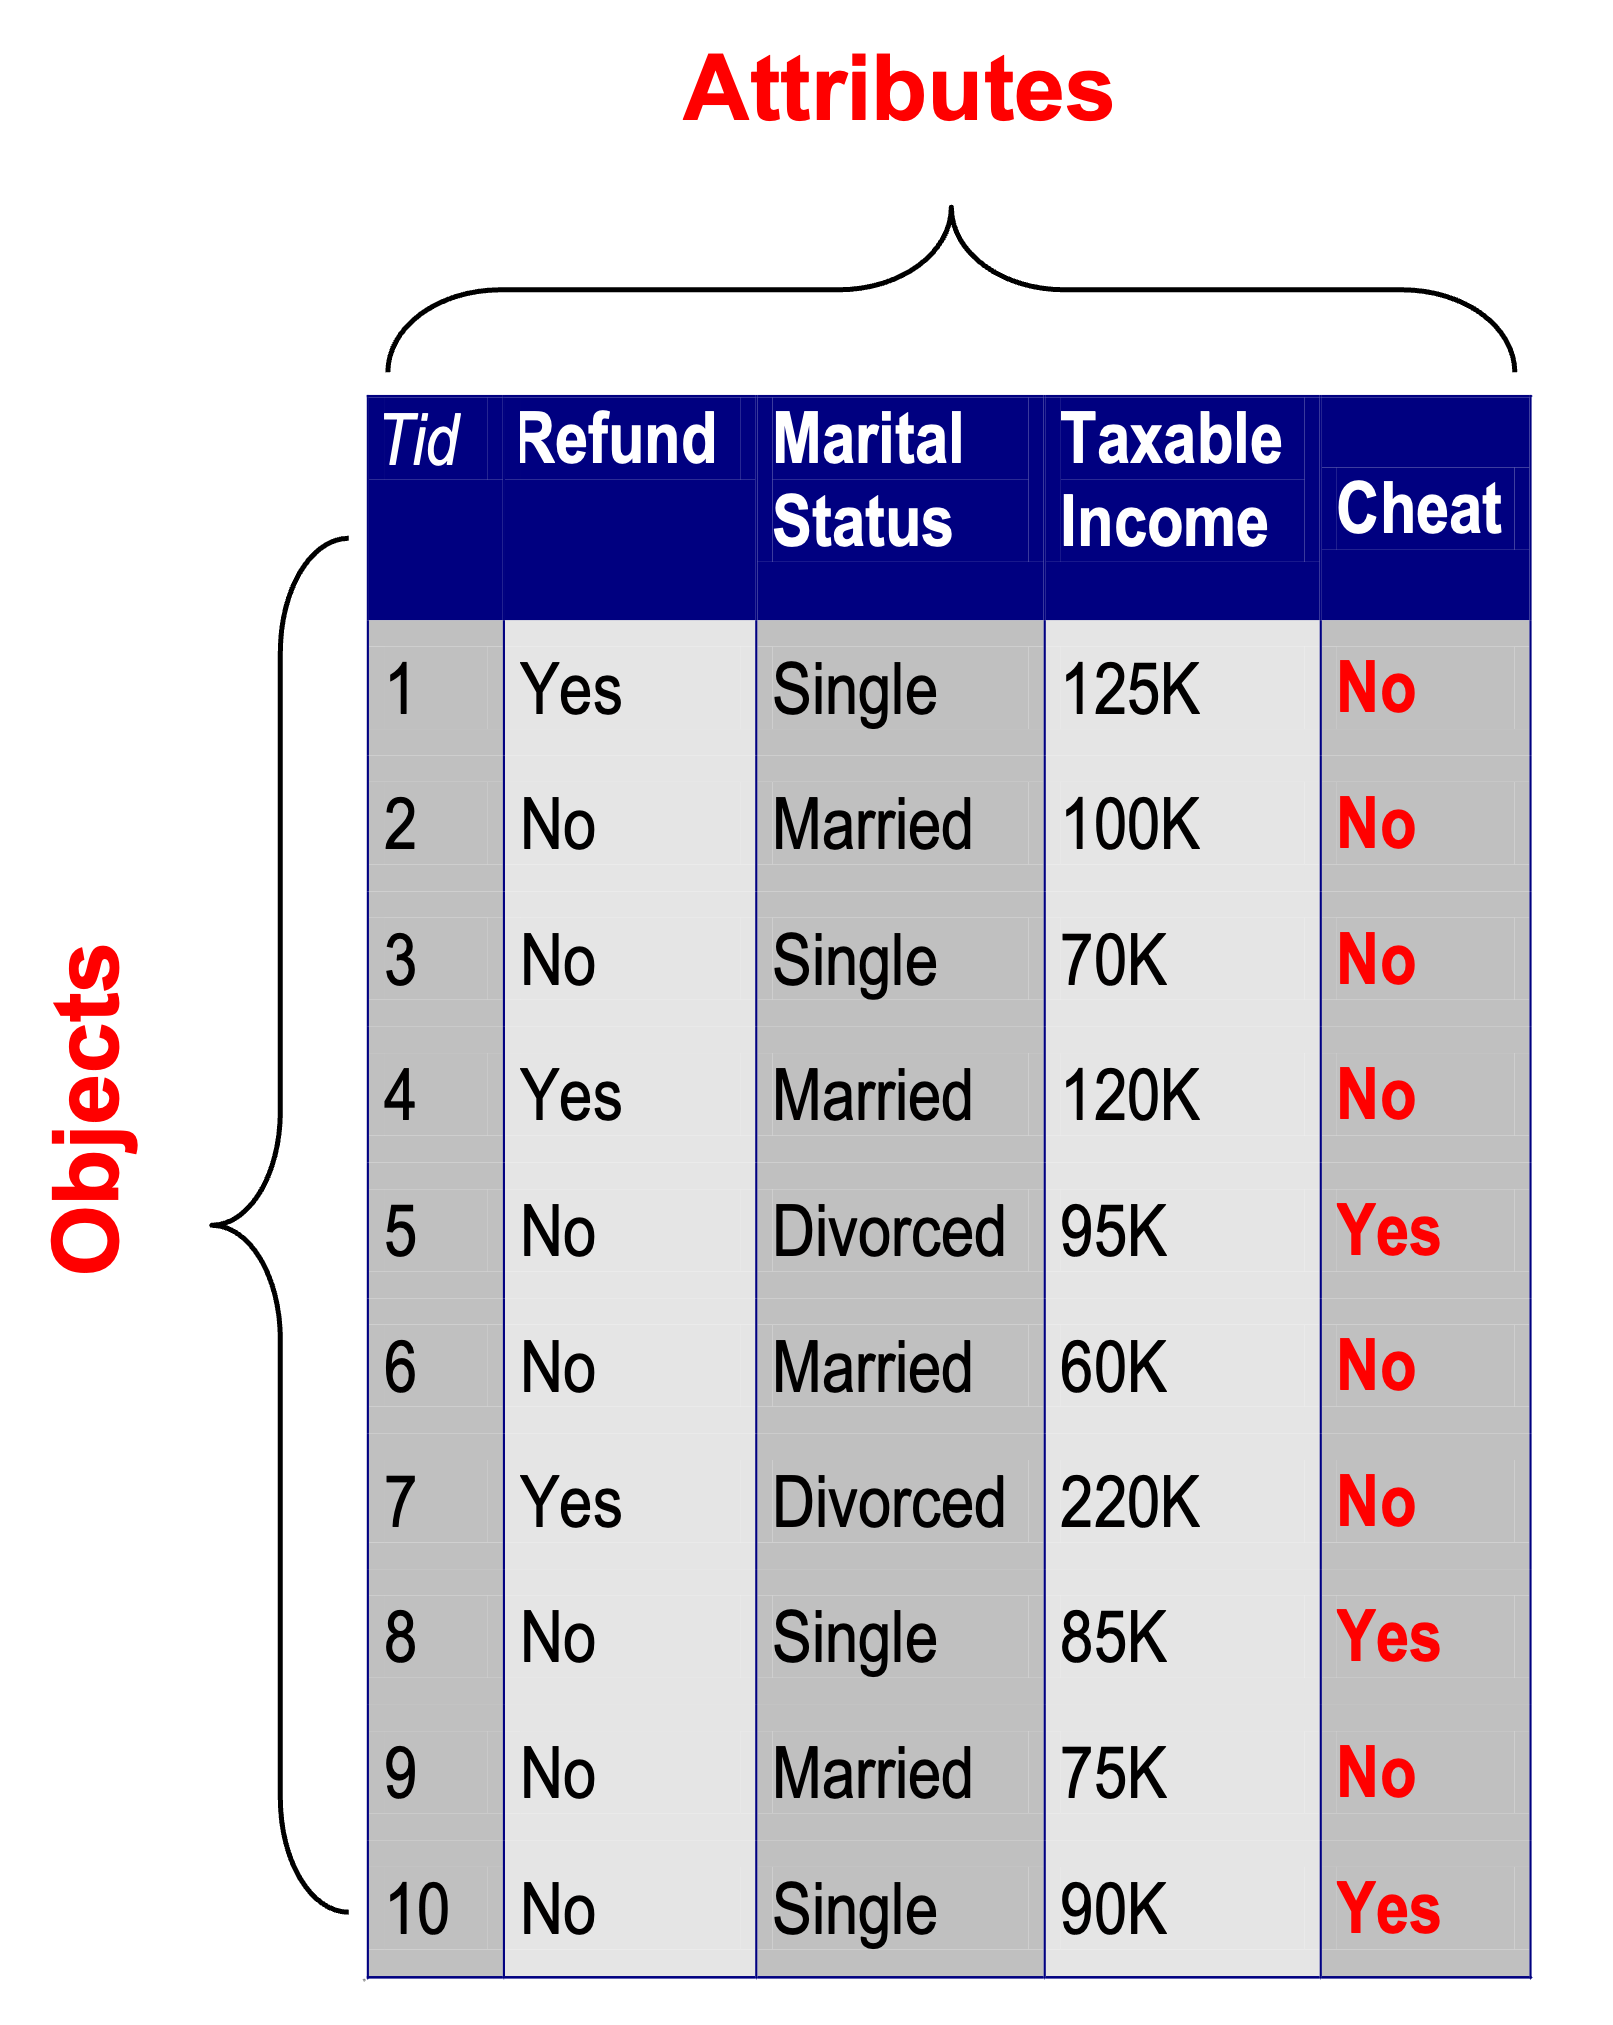 Attributes
Objects
Tid Refund Marital Status Taxable Income Cheat
1 Yes Single 125K No
2 No Married 100K No
3 No Single 70K No
4 Yes Married 120K No
5 No Divorced 95K Yes
6 No Married 60K No
7 Yes Divorced 220K No
8 No Single 85K Yes
9 No Married 75K No
10 No Single 90K Yes